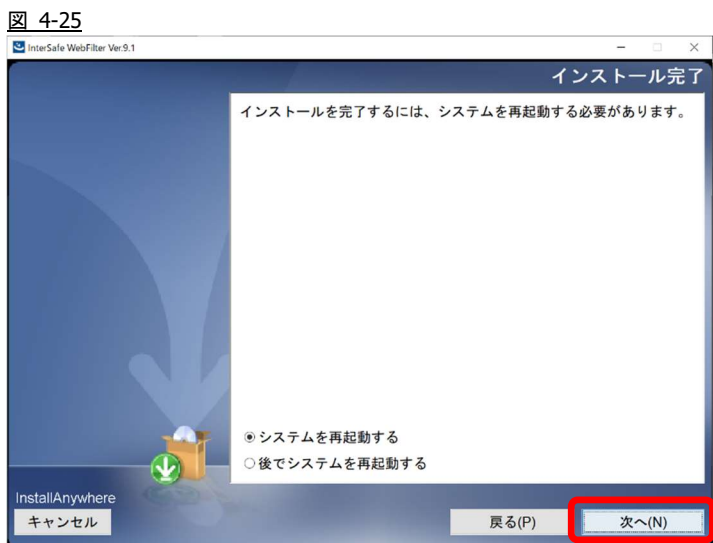 図 4-25
InterSafe WebFilter Ver.9.1
インストール完了
インストールを完了するには、システムを再起動する必要があります。
システムを再起動する
後でシステムを再起動する
InstallAnywhere
キャンセル
戻る(P)
次へ(N)